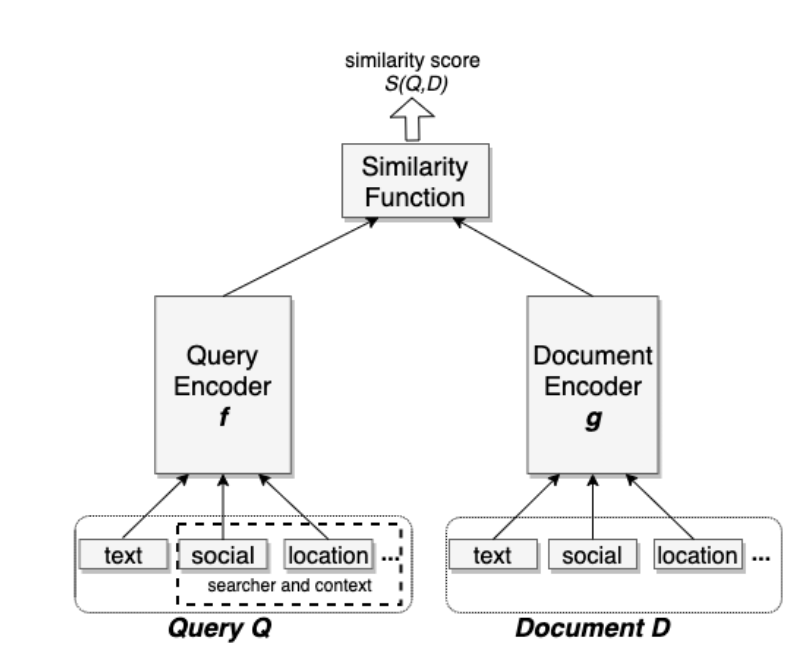 similarity score
S(Q,D)
Similarity
Function
Query
Encoder
f
Document
Encoder
g
text
social
location
...
searcher and context
Query Q
text
social
location
...
Document D